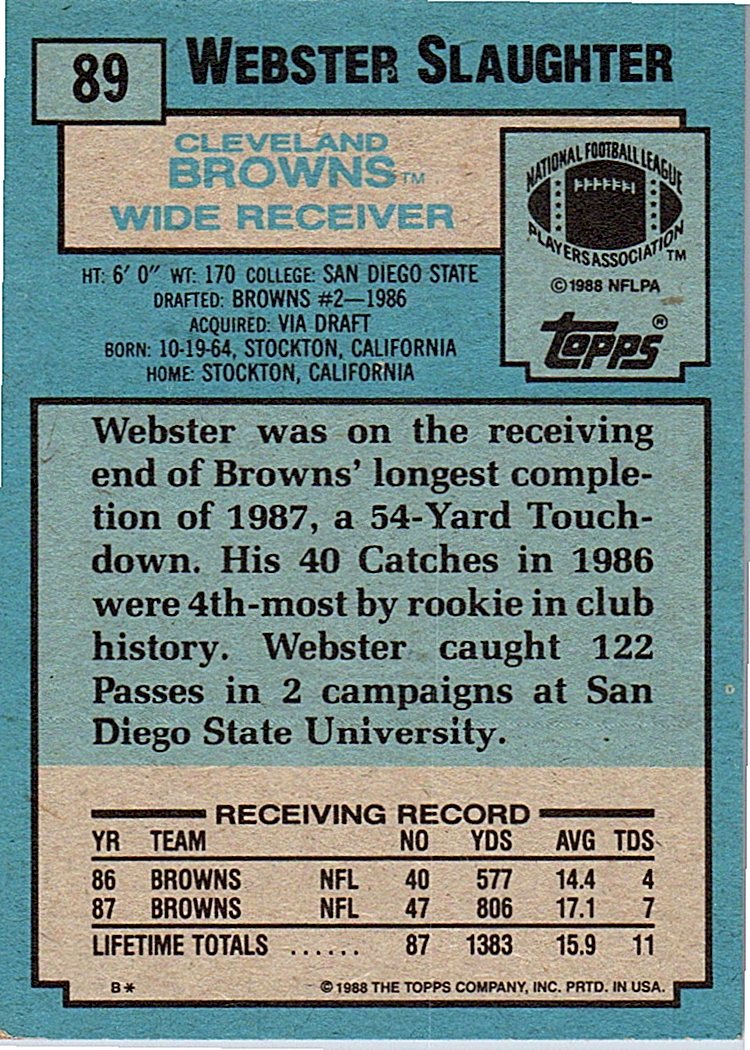 89 WEBSTER SLAUGHTER
CLEVELAND
BROWNS™
WIDE RECEIVER
NATIONAL FOOTBALL LEAGUE
PLAYERS ASSOCIATION™
©1988 NFLPA
topps®
HT: 6' 0" WT: 170 COLLEGE: SAN DIEGO STATE
DRAFTED: BROWNS #2—1986
ACQUIRED: VIA DRAFT
BORN: 10-19-64, STOCKTON, CALIFORNIA
HOME: STOCKTON, CALIFORNIA
Webster was on the receiving
end of Browns' longest comple-
tion of 1987, a 54-Yard Touch-
down. His 40 Catches in 1986
were 4th-most by rookie in club
history. Webster caught 122
Passes in 2 campaigns at San
Diego State University.
RECEIVING RECORD
YR TEAM NO YDS AVG TDS
86 BROWNS NFL 40 577 14.4 4
87 BROWNS NFL 47 806 17.1 7
LIFETIME TOTALS ...... 87 1383 15.9 11
B* ©1988 THE TOPPS COMPANY, INC. PRTD. IN USA.